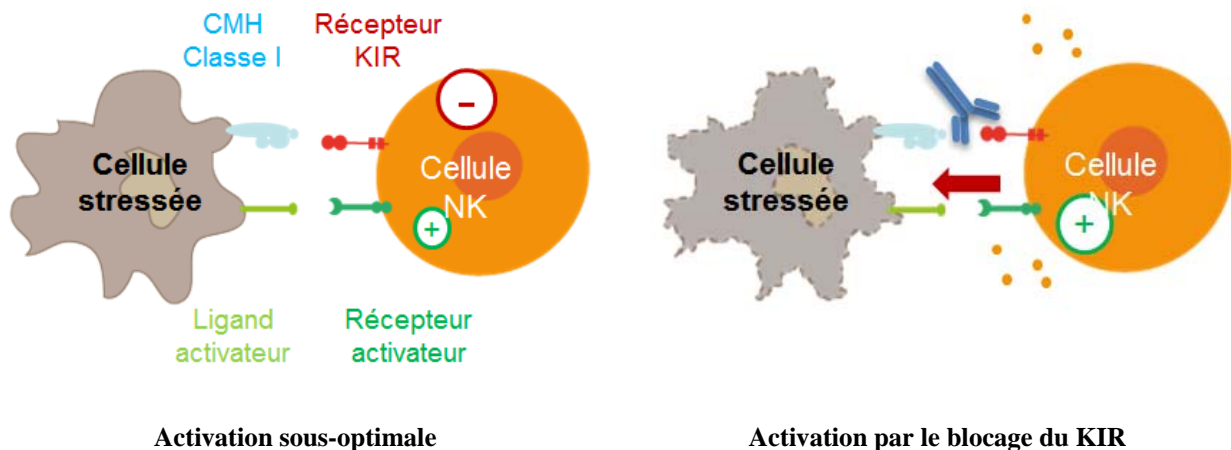 CMH
Classe I
Récepteur
KIR
-
Cellule
stressée
Cellule
NK
+
Ligand
activateur
Récepteur
activateur
Activation sous-optimale
Cellule
stressée
Cellule
NK
+
Activation par le blocage du KIR